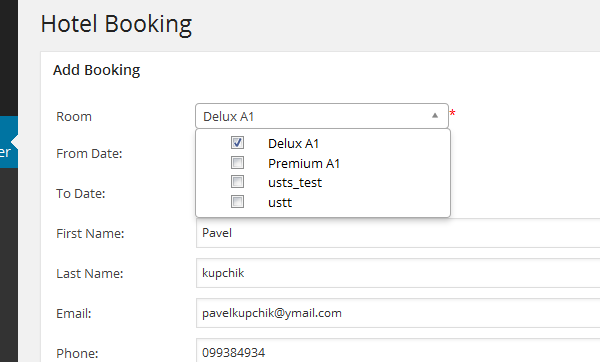 Hotel Booking
Add Booking
Room
Delux A1
*
Delux A1
From Date:
Premium A1
usts_test
er
To Date:
ustt
First Name:
Pavel
Last Name:
kupchik
Email:
pavelkupchik@ymail.com
Phone:
099384934